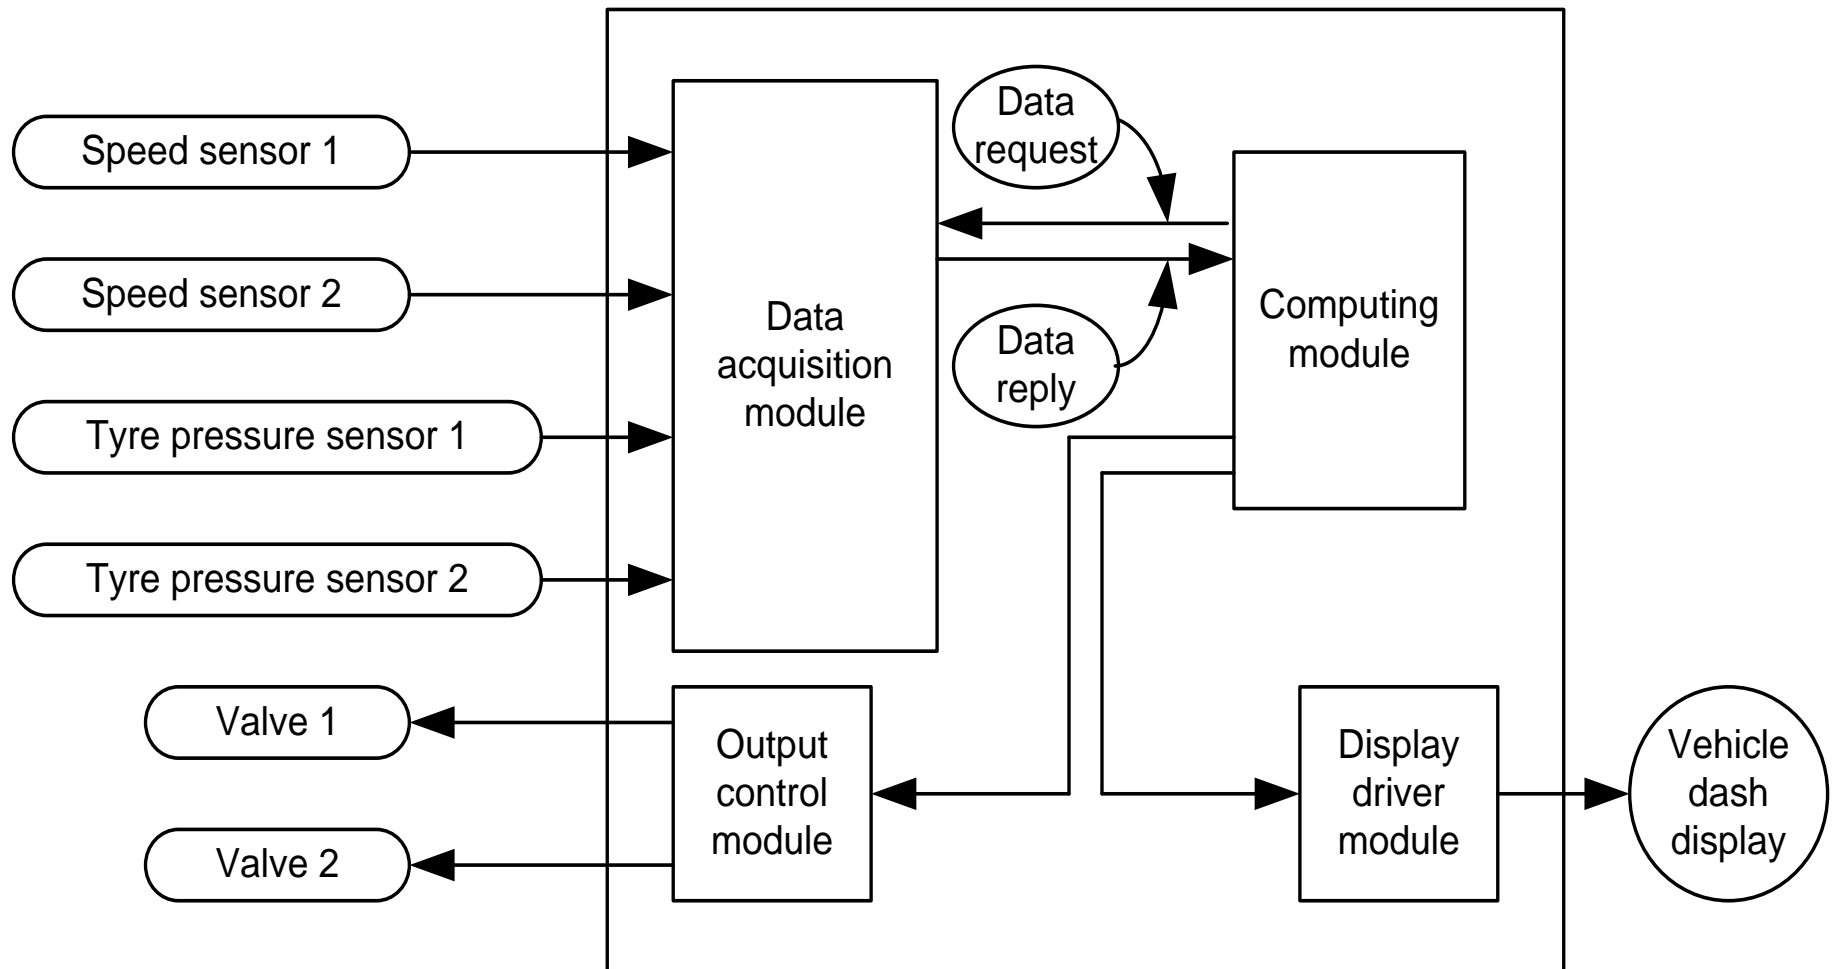 Speed sensor 1
Speed sensor 2
Tyre pressure sensor 1
Tyre pressure sensor 2
Valve 1
Valve 2
Data
acquisition
module
Data
request
Data
reply
Computing
module
Output
control
module
Display
driver
module
Vehicle
dash
display